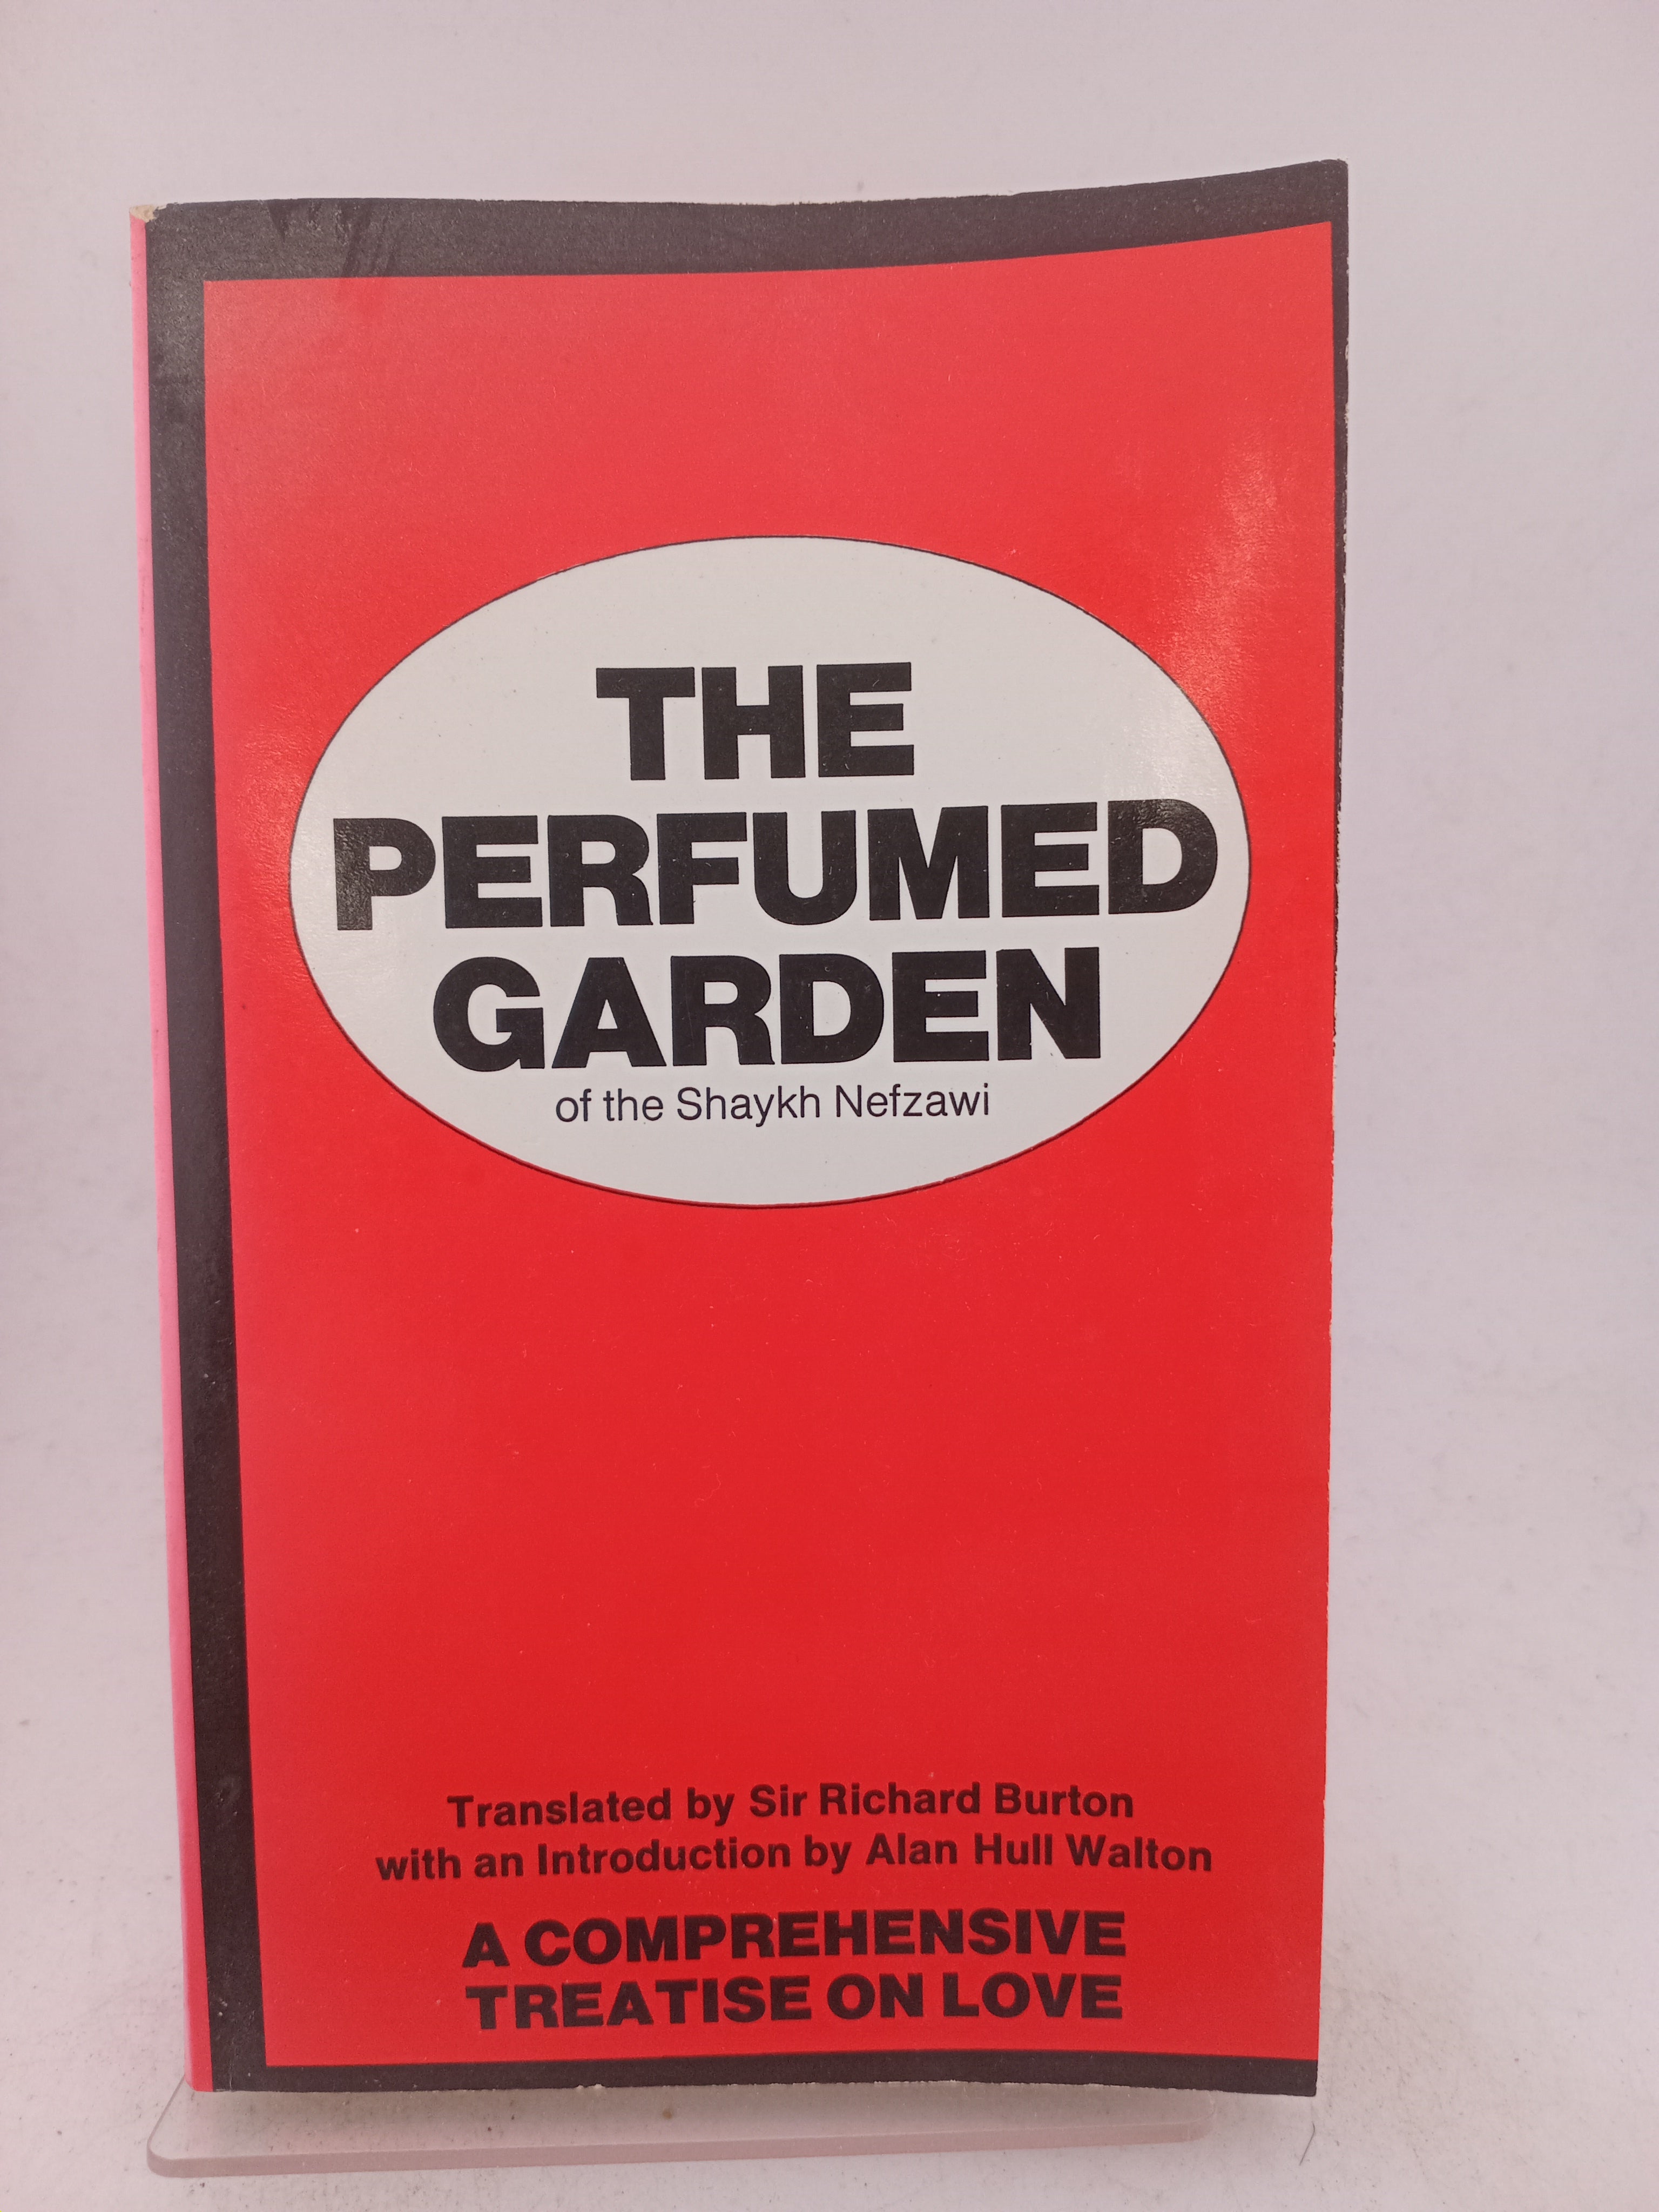 THE
PERFUMED
GARDEN
of the Shaykh Nefzawi
Translated by Sir Richard Burton
with an Introduction by Alan Hull Walton
A COMPREHENSIVE
TREATISE ON LOVE